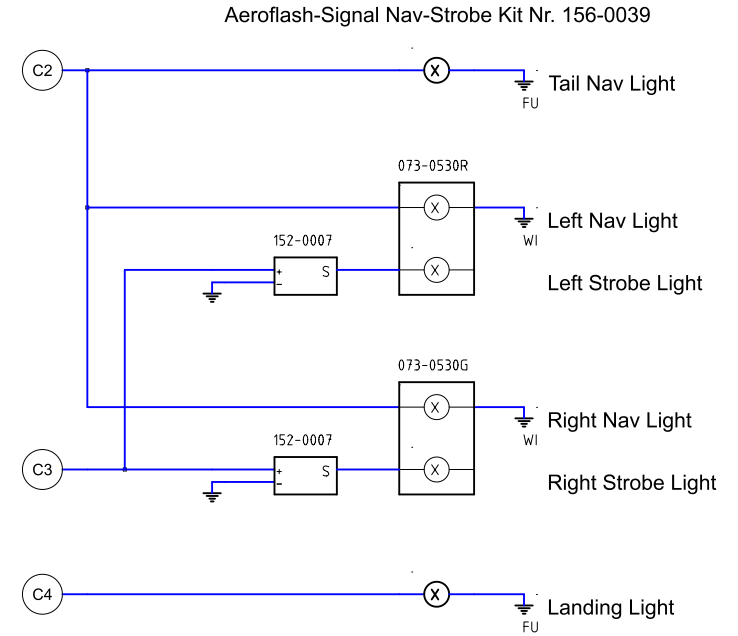 Aeroflash-Signal Nav-Strobe Kit Nr. 156-0039
C2
X
Tail Nav Light
FU
073-0530R
X
Left Nav Light
WI
152-0007
+ S
-
X
Left Strobe Light
073-0530G
X
Right Nav Light
WI
152-0007
C3
+ S
-
X
Right Strobe Light
C4
X
Landing Light
FU